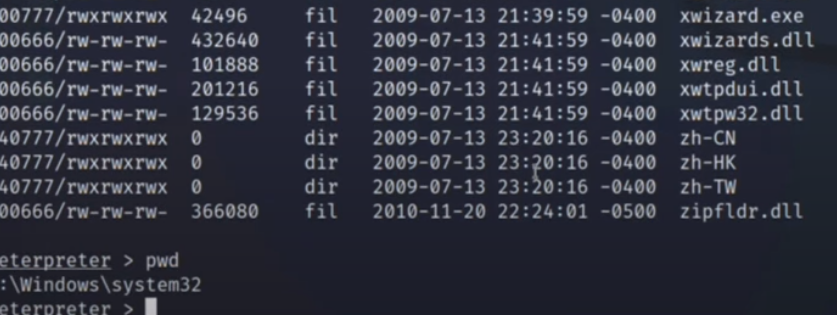 00777/rwxrwxrwx 42496 fil 2009-07-13 21:39:59 -0400 xwizard.exe
00666/rw-rw-rw- 432640 fil 2009-07-13 21:41:59 -0400 xwizards.dll
00666/rw-rw-rw- 101888 fil 2009-07-13 21:41:59 -0400 xwreg.dll
00666/rw-rw-rw- 201216 fil 2009-07-13 21:41:59 -0400 xwtpdui.dll
00666/rw-rw-rw- 129536 fil 2009-07-13 21:41:59 -0400 xwtpw32.dll
40777/rwxrwxrwx 0 dir 2009-07-13 23:20:16 -0400 zh-CN
40777/rwxrwxrwx 0 dir 2009-07-13 23:20:16 -0400 zh-HK
40777/rwxrwxrwx 0 dir 2009-07-13 23:20:16 -0400 zh-TW
00666/rw-rw-rw- 366080 fil 2010-11-20 22:24:01 -0500 zipfldr.dll
eterpreter > pwd
:\Windows\system32
eterpreter >